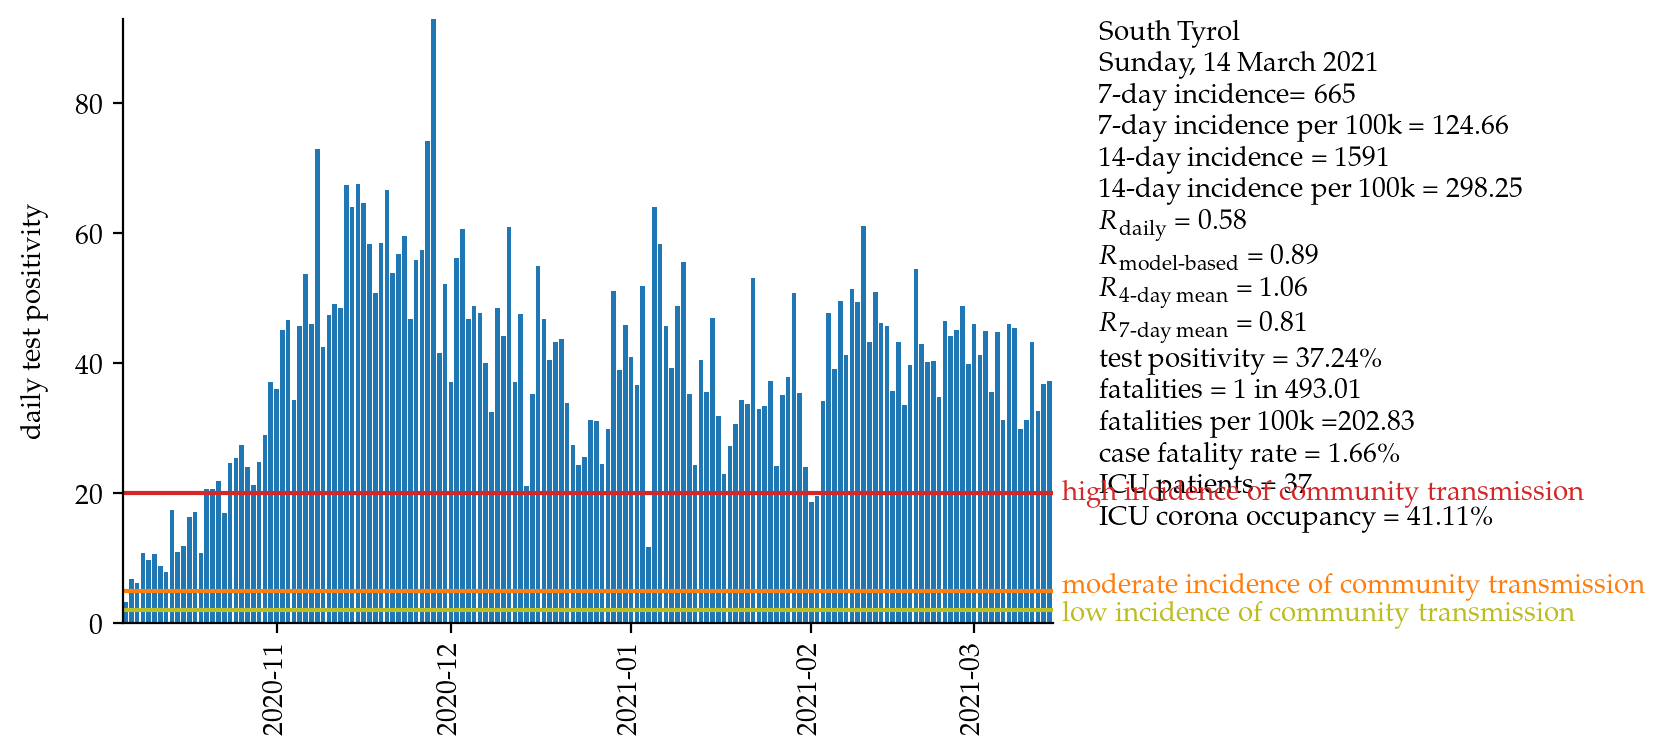 daily test positivity
80
60
40
20
0
2020-11
2020-12
2021-01
2021-02
2021-03
South Tyrol
Sunday, 14 March 2021
7-day incidence= 665
7-day incidence per 100k = 124.66
14-day incidence = 1591
14-day incidence per 100k = 298.25
R daily = 0.58
R model-based = 0.89
R 4-day mean = 1.06
R 7-day mean = 0.81
test positivity = 37.24%
fatalities = 1 in 493.01
fatalities per 100k =202.83
case fatality rate = 1.66%
ICU patients = 37
high incidence of community transmission
ICU corona occupancy = 41.11%
moderate incidence of community transmission
low incidence of community transmission